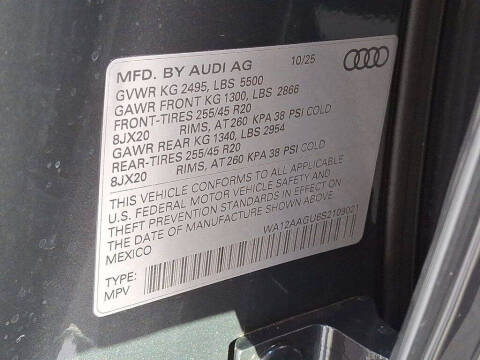 MFD. BY AUDI AG 10/25
GVWR KG 2495, LBS 5500
GAWR FRONT KG 1300, LBS 2866
FRONT-TIRES 255/45 R20
8JX20 RIMS, AT 260 KPA 38 PSI COLD
GAWR REAR KG 1340, LBS 2954
REAR-TIRES 255/45 R20
8JX20 RIMS, AT 260 KPA 38 PSI COLD
THIS VEHICLE CONFORMS TO ALL APPLICABLE
U.S. FEDERAL MOTOR VEHICLE SAFETY AND
THEFT PREVENTION STANDARDS IN EFFECT ON
THE DATE OF MANUFACTURE SHOWN ABOVE.
MEXICO WA12AAGU6S2109021
TYPE:
MPV